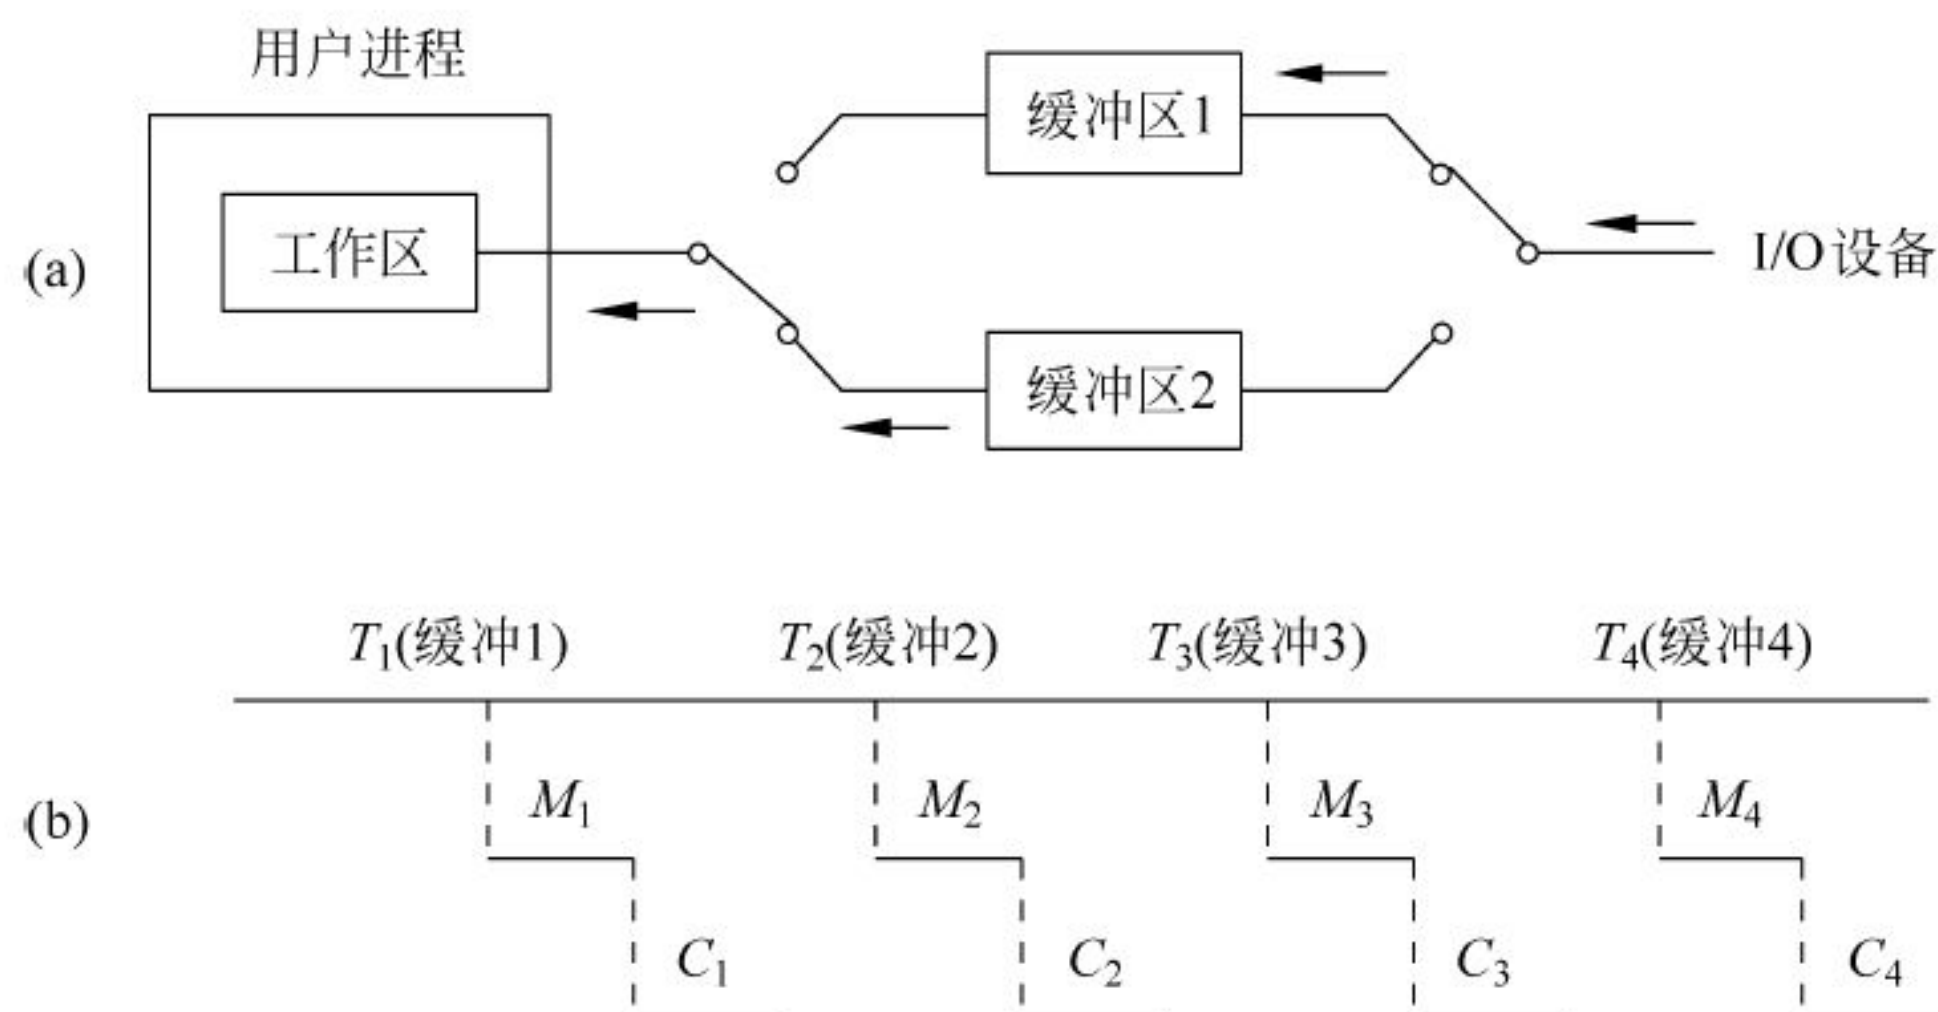 用户进程
缓冲区1
(a)
工作区
I/O设备
缓冲区2
T₁(缓冲1) T₂(缓冲2) T₃(缓冲3) T₄(缓冲4)
(b)
M₁ M₂ M₃ M₄
C₁ C₂ C₃ C₄